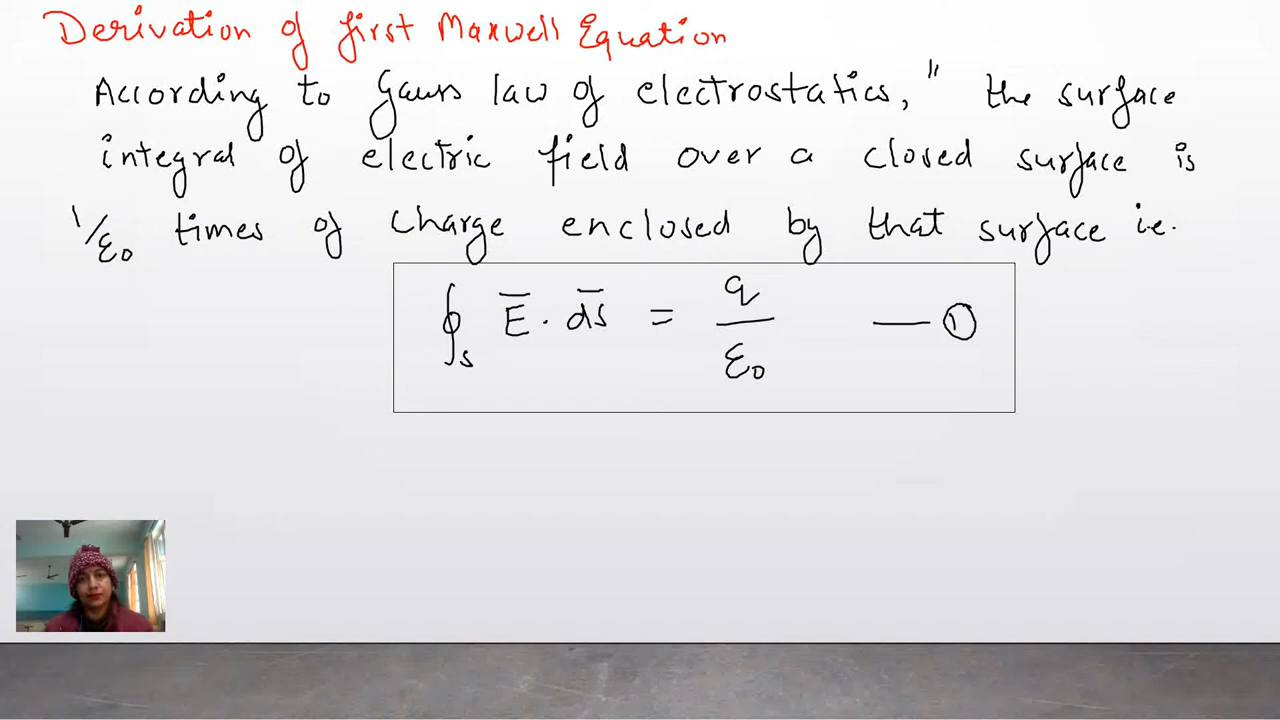 Derivation of first Maxwell Equation
According to Gauss law of electrostatics, " the surface
integral of electric field over a closed surface is
1/ε₀ times of charge enclosed by that surface i.e.
∮ₛ E̅ · d̅s̅ = q/ε₀ — ①